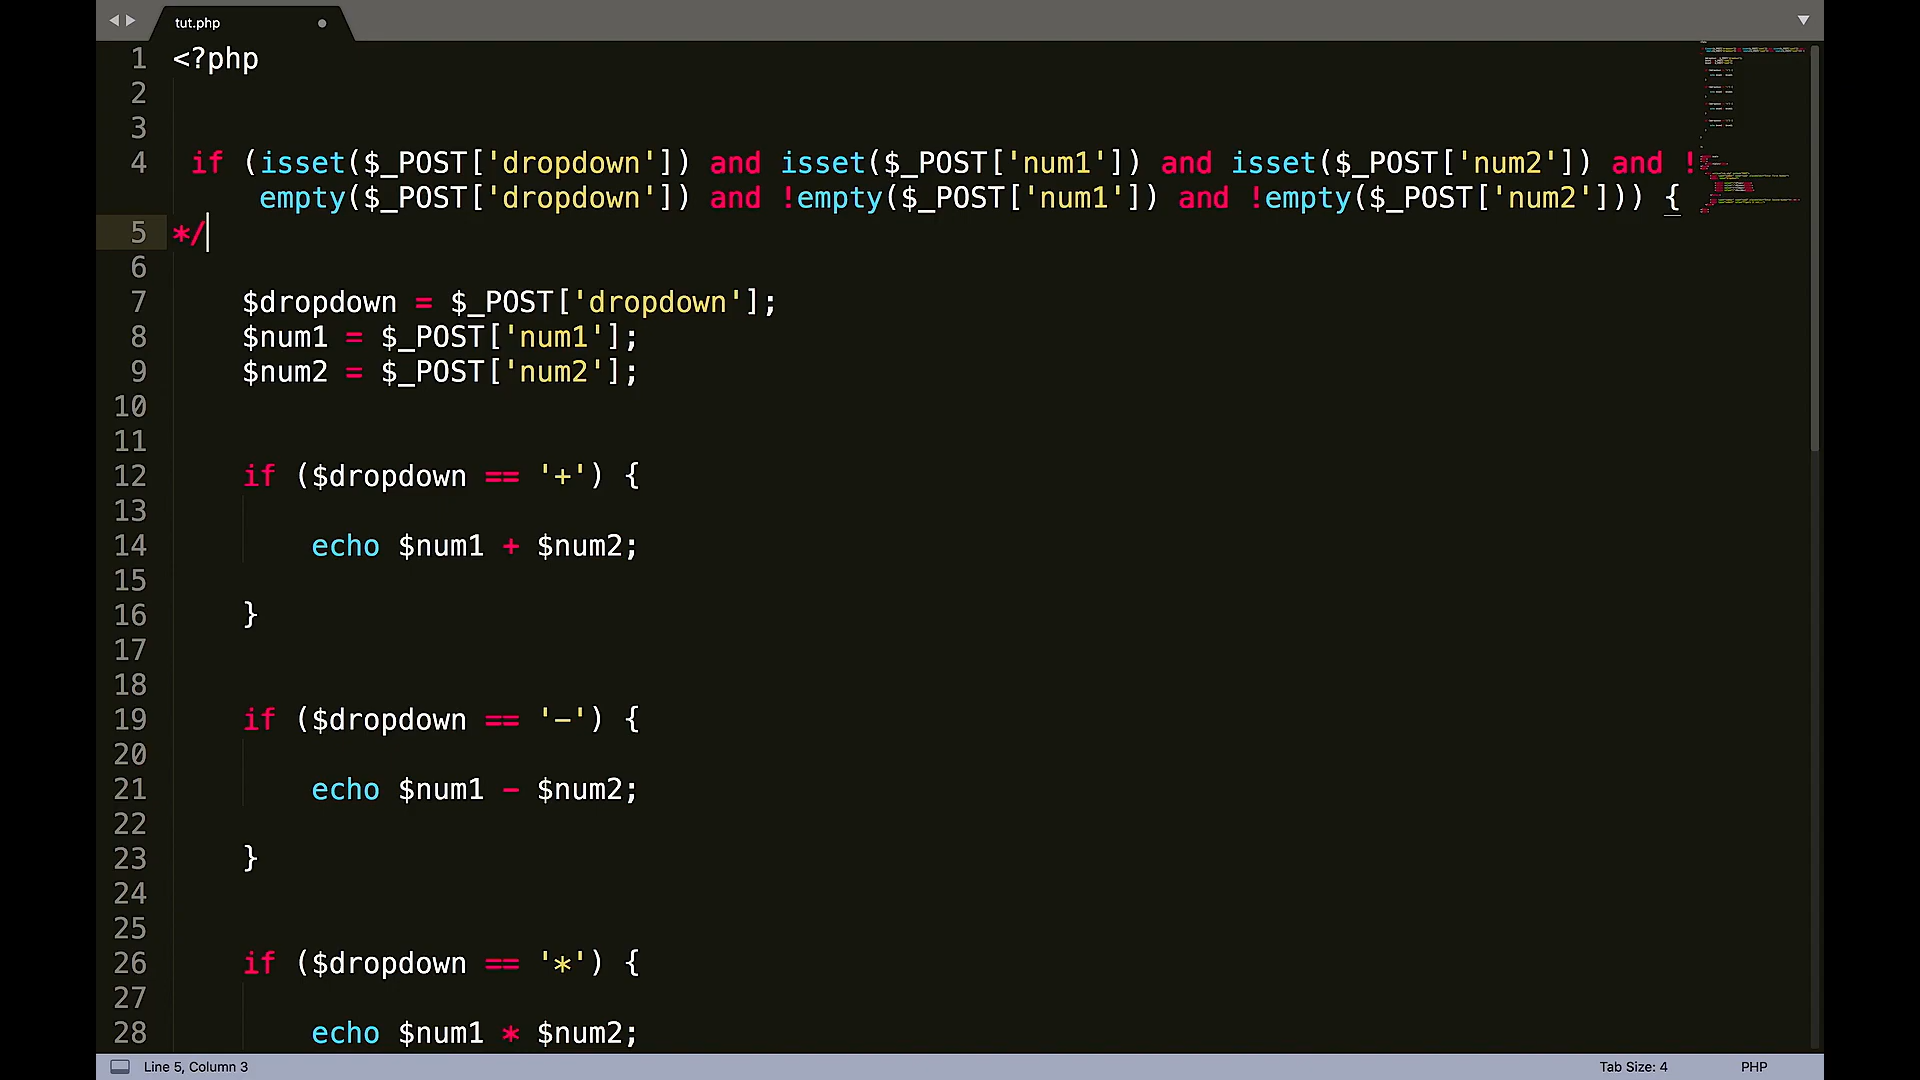 tut.php
1 <?php
2
3
4 if (isset($_POST['dropdown']) and isset($_POST['num1']) and isset($_POST['num2']) and !
empty($_POST['dropdown']) and !empty($_POST['num1']) and !empty($_POST['num2'])) {
5 */
6
7 $dropdown = $_POST['dropdown'];
8 $num1 = $_POST['num1'];
9 $num2 = $_POST['num2'];
10
11
12 if ($dropdown == '+') {
13
14 echo $num1 + $num2;
15
16 }
17
18
19 if ($dropdown == '-') {
20
21 echo $num1 - $num2;
22
23 }
24
25
26 if ($dropdown == '*') {
27
28 echo $num1 * $num2;
Line 5, Column 3
Tab Size: 4
PHP